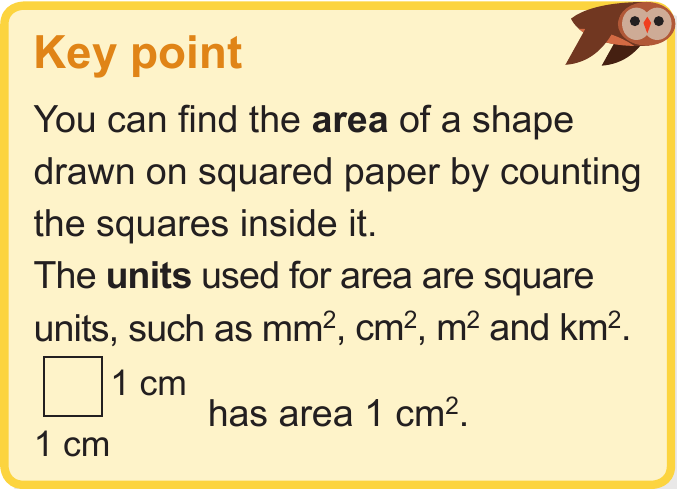 Key point
You can find the area of a shape
drawn on squared paper by counting
the squares inside it.
The units used for area are square
units, such as mm², cm², m² and km².
1 cm
has area 1 cm².
1 cm